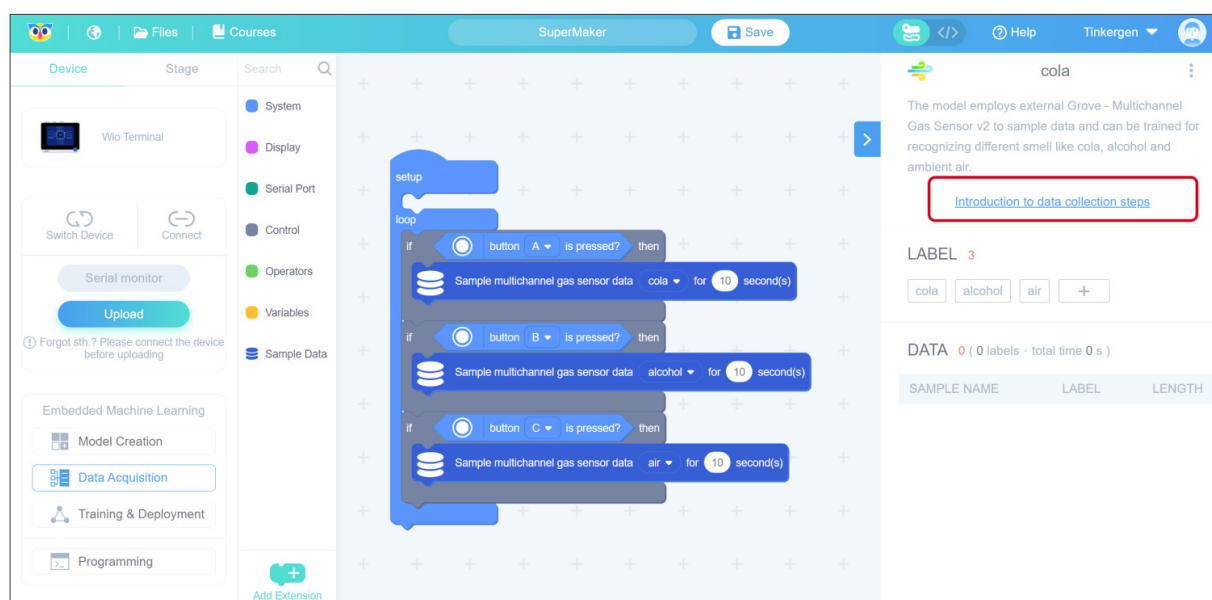 Files
Courses
SuperMaker
Save
</>
Help
Tinkergen
Device
Stage
Wio Terminal
Switch Device
Connect
Serial monitor
Upload
Forgot sth.? Please connect the device
before uploading
Embedded Machine Learning
Model Creation
Data Acquisition
Training & Deployment
Programming
Search
System
Display
Serial Port
Control
Operators
Variables
Sample Data
Add Extension
setup
loop
if button A is pressed? then
Sample multichannel gas sensor data cola for 10 second(s)
if button B is pressed? then
Sample multichannel gas sensor data alcohol for 10 second(s)
if button C is pressed? then
Sample multichannel gas sensor data air for 10 second(s)
cola
The model employs external Grove - Multichannel
Gas Sensor v2 to sample data and can be trained for
recognizing different smell like cola, alcohol and
ambient air.
Introduction to data collection steps
LABEL 3
cola alcohol air +
DATA 0 ( 0 labels · total time 0 s )
SAMPLE NAME LABEL LENGTH